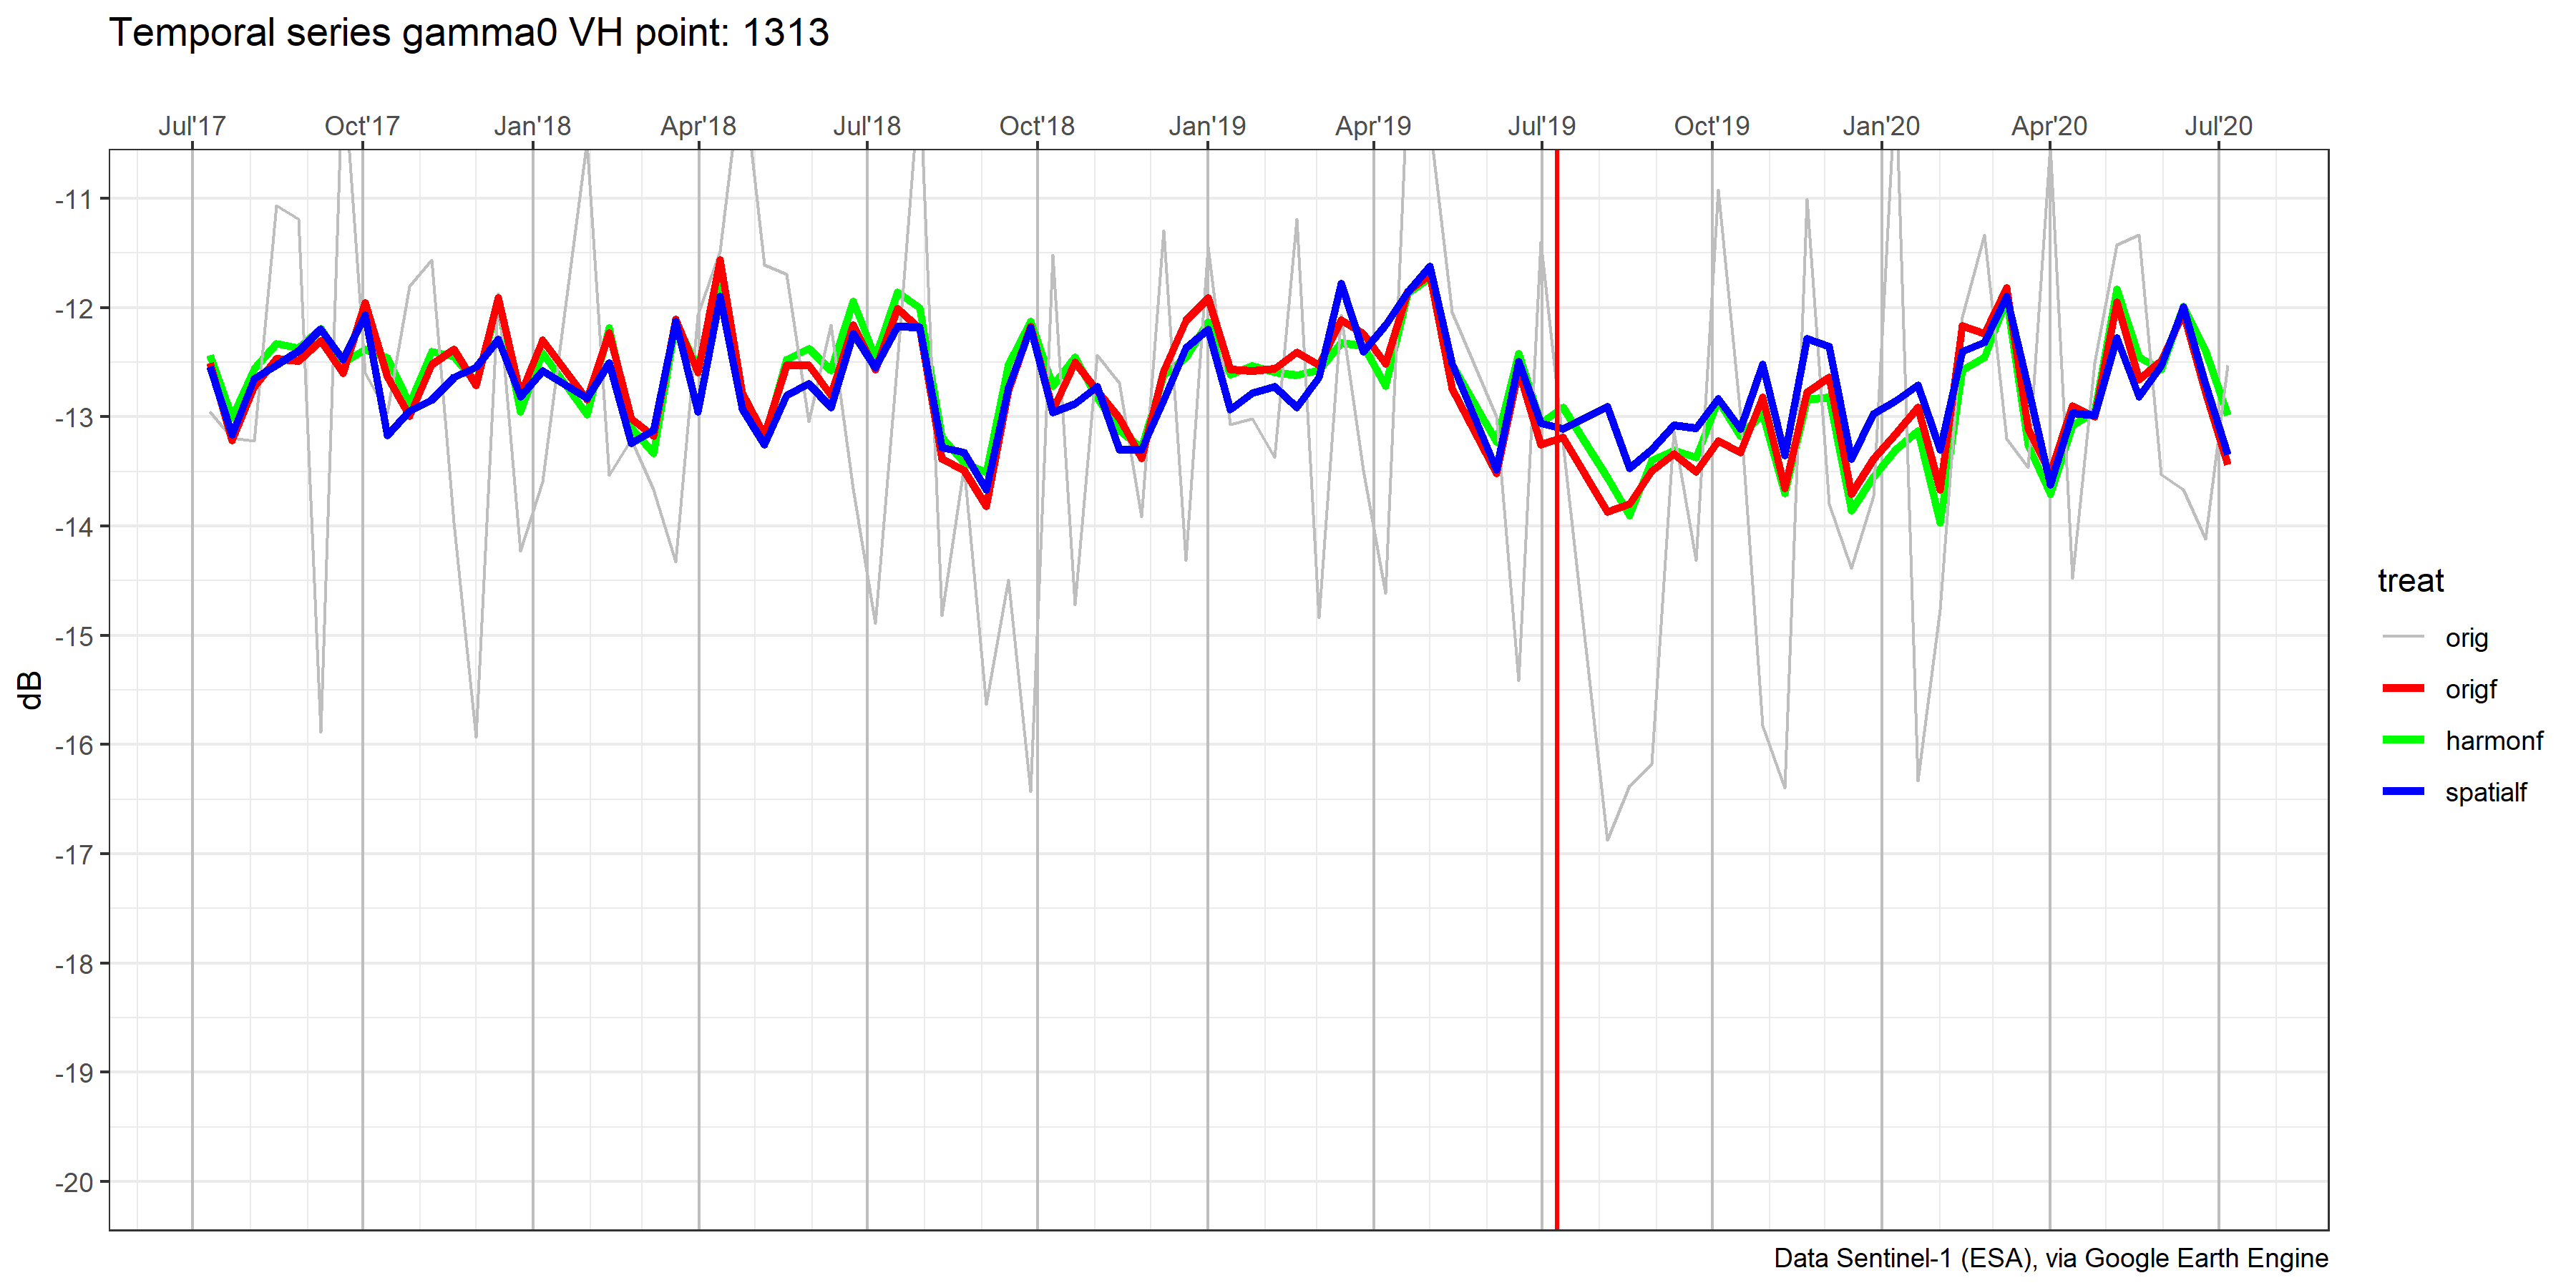 Temporal series gamma0 VH point: 1313
Jul'17 Oct'17 Jan'18 Apr'18 Jul'18 Oct'18 Jan'19 Apr'19 Jul'19 Oct'19 Jan'20 Apr'20 Jul'20
-11
-12
-13
-14
-15
-16
-17
-18
-19
-20
dB
treat
orig
origf
harmonf
spatialf
Data Sentinel-1 (ESA), via Google Earth Engine